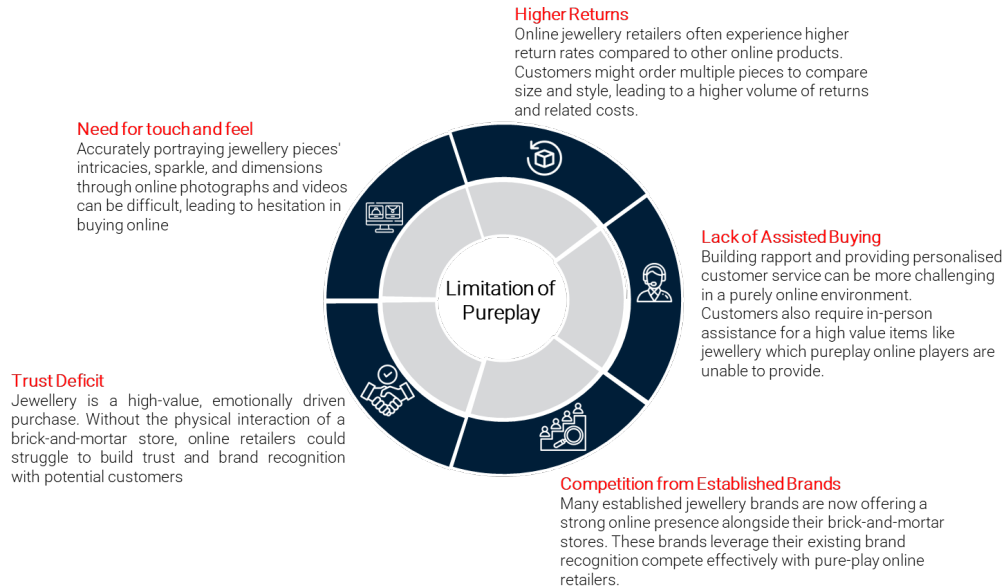 Higher Returns
Online jewellery retailers often experience higher
return rates compared to other online products.
Customers might order multiple pieces to compare
size and style, leading to a higher volume of returns
and related costs.
Need for touch and feel
Accurately portraying jewellery pieces'
intricacies, sparkle, and dimensions
through online photographs and videos
can be difficult, leading to hesitation in
buying online
Lack of Assisted Buying
Building rapport and providing personalised
customer service can be more challenging
in a purely online environment.
Customers also require in-person
assistance for a high value items like
jewellery which pureplay online players are
unable to provide.
Limitation of
Pureplay
Trust Deficit
Jewellery is a high-value, emotionally driven
purchase. Without the physical interaction of a
brick-and-mortar store, online retailers could
struggle to build trust and brand recognition
with potential customers
Competition from Established Brands
Many established jewellery brands are now offering a
strong online presence alongside their brick-and-mortar
stores. These brands leverage their existing brand
recognition compete effectively with pure-play online
retailers.